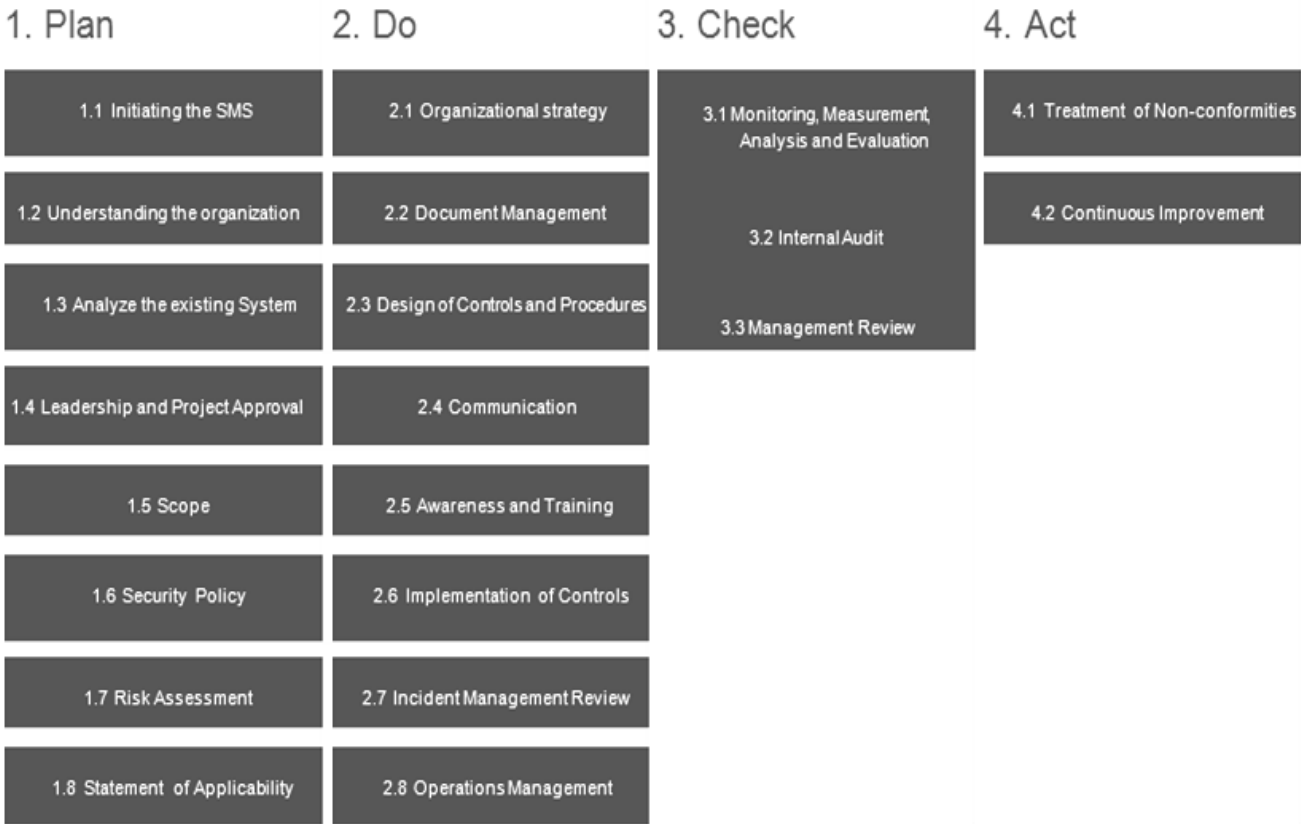 1. Plan
1.1 Initiating the SMS
1.2 Understanding the organization
1.3 Analyze the existing System
1.4 Leadership and Project Approval
1.5 Scope
1.6 Security Policy
1.7 Risk Assessment
1.8 Statement of Applicability
2. Do
2.1 Organizational strategy
2.2 Document Management
2.3 Design of Controls and Procedures
2.4 Communication
2.5 Awareness and Training
2.6 Implementation of Controls
2.7 Incident Management Review
2.8 Operations Management
3. Check
3.1 Monitoring, Measurement,
Analysis and Evaluation
3.2 Internal Audit
3.3 Management Review
4. Act
4.1 Treatment of Non-conformities
4.2 Continuous Improvement